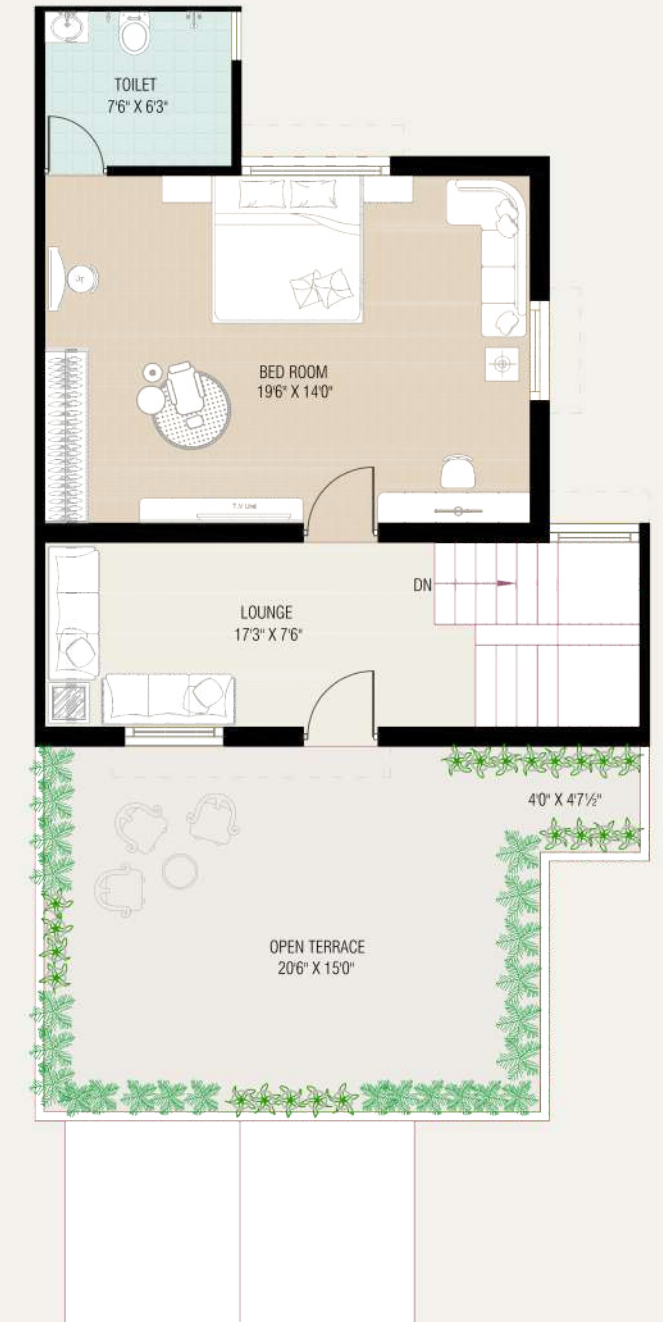 TOILET
7'6" X 6'3"
BED ROOM
19'6" X 14'0"
T.V Unit
LOUNGE
17'3" X 7'6"
DN
4'0" X 4'7½"
OPEN TERRACE
20'6" X 15'0"